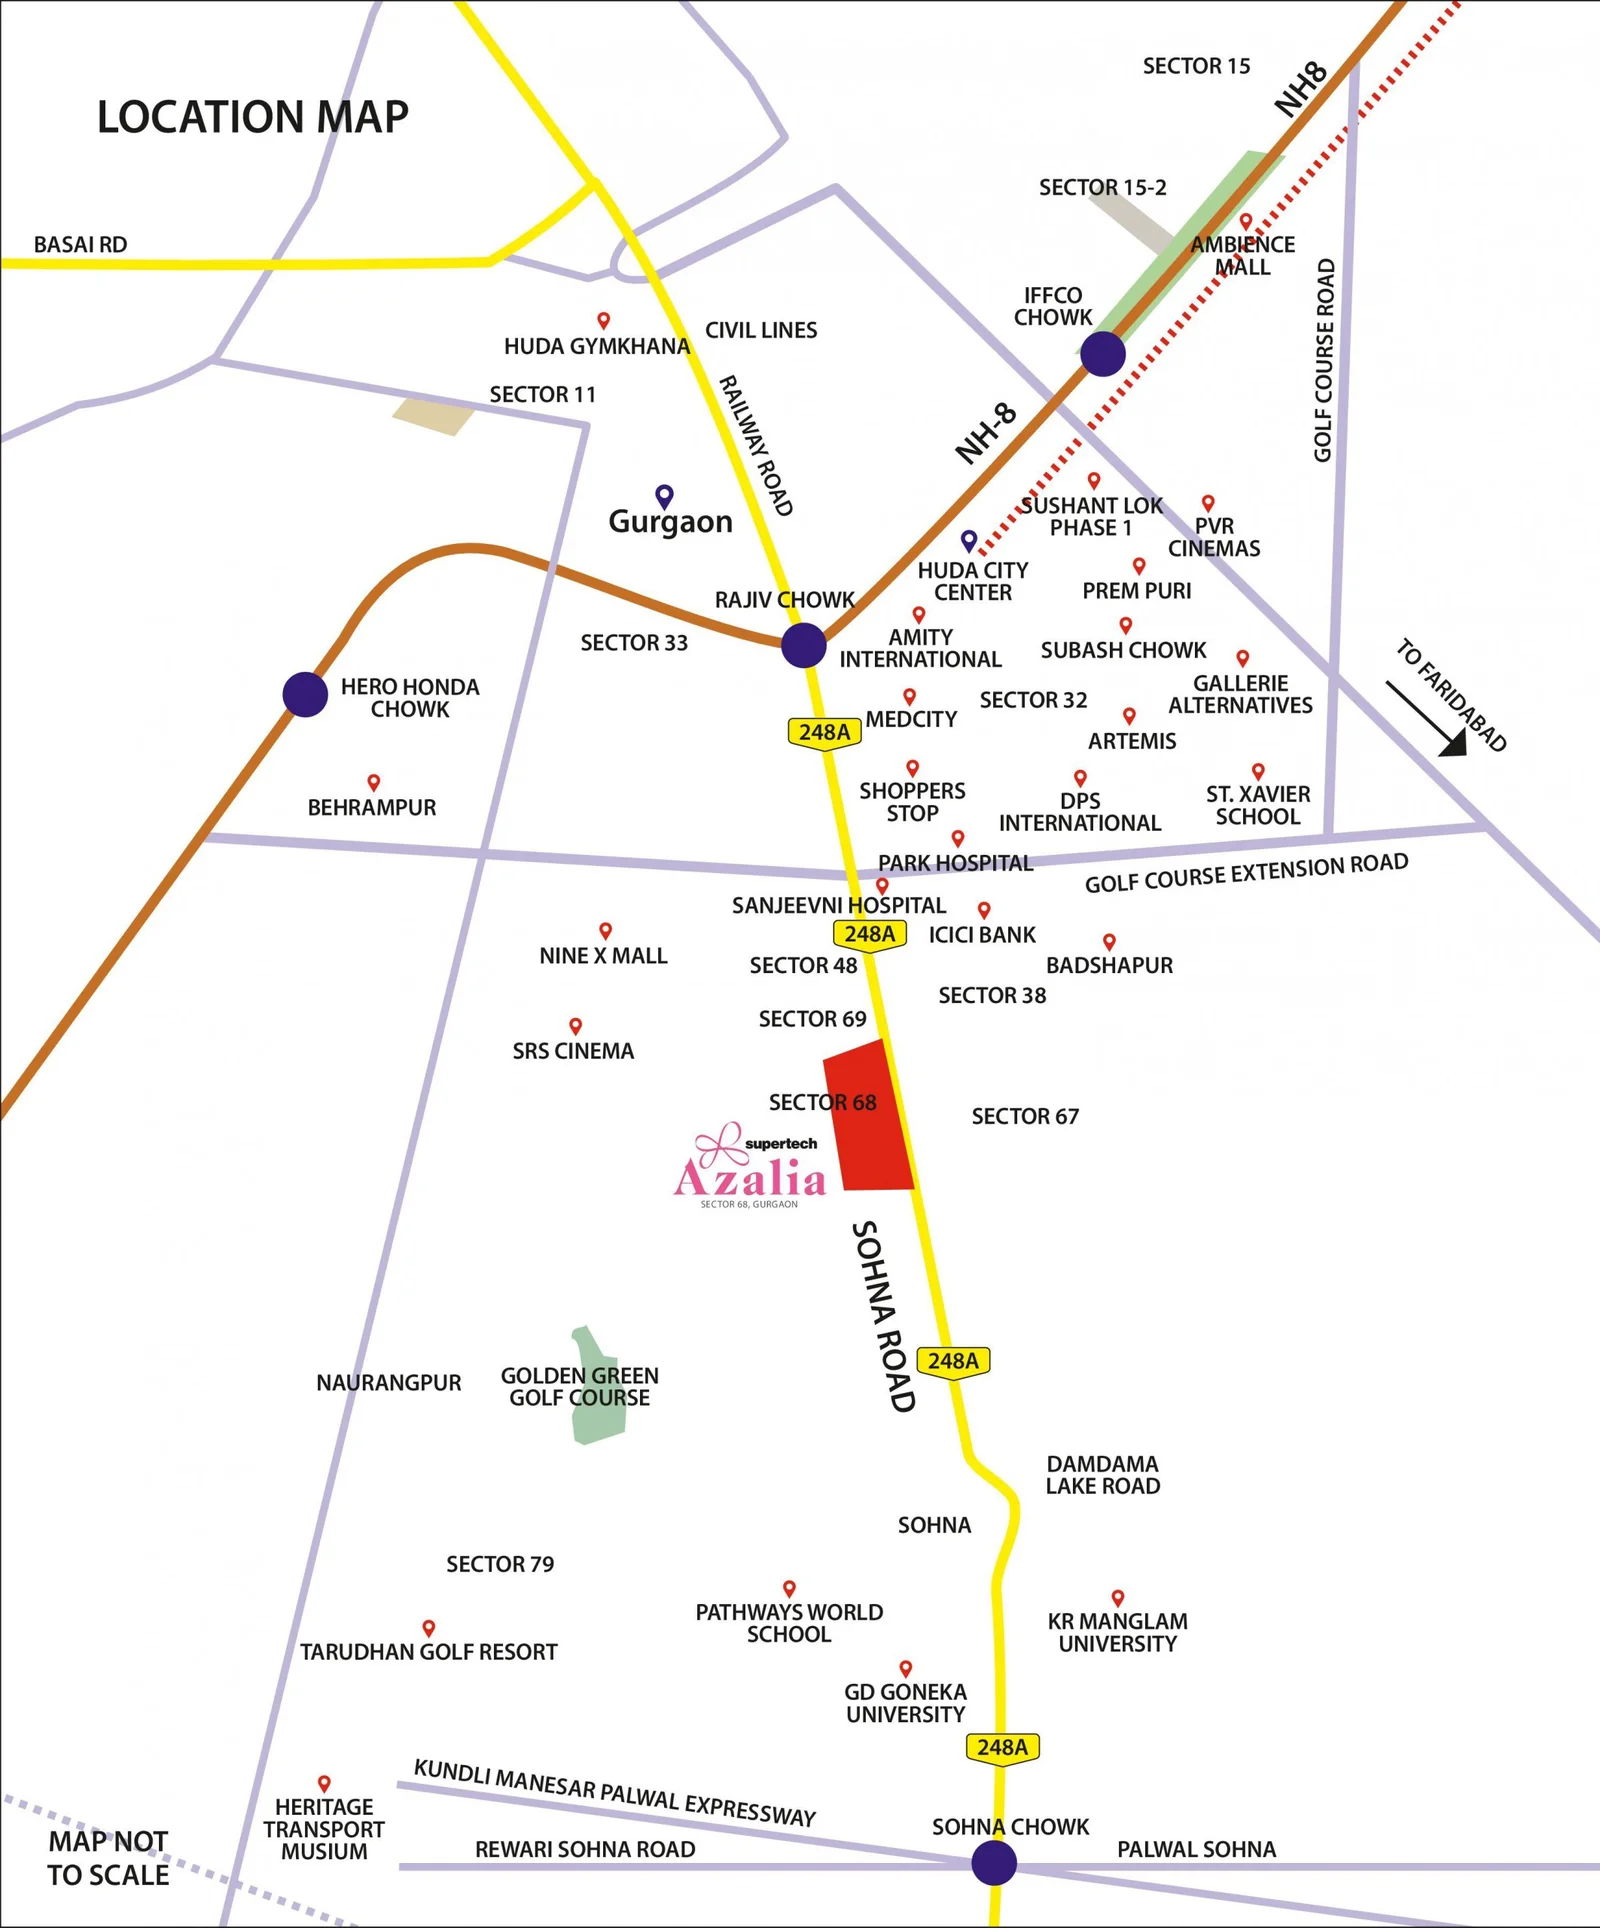 LOCATION MAP
SECTOR 15
NH8
SECTOR 15-2
BASAI RD
AMBIENCE
MALL
IFFCO
CHOWK
HUDA GYMKHANA
CIVIL LINES
GOLF COURSE ROAD
SECTOR 11
RAILWAY ROAD
NH-8
Gurgaon
SUSHANT LOK
PHASE 1
PVR
CINEMAS
HUDA CITY
CENTER
PREM PURI
RAJIV CHOWK
SECTOR 33
AMITY
INTERNATIONAL
SUBASH CHOWK
TO FARIDABAD
HERO HONDA
CHOWK
GALLERIE
ALTERNATIVES
SECTOR 32
MEDCITY
248A
ARTEMIS
BEHRAMPUR
SHOPPERS
STOP
DPS
INTERNATIONAL
ST. XAVIER
SCHOOL
PARK HOSPITAL
GOLF COURSE EXTENSION ROAD
SANJEEVNI HOSPITAL
248A
ICICI BANK
NINE X MALL
SECTOR 48
BADSHAPUR
SECTOR 38
SECTOR 69
SRS CINEMA
SECTOR 68
SECTOR 67
supertech
Azalia
SECTOR 68, GURGAON
SOHNA ROAD
248A
NAURANGPUR
GOLDEN GREEN
GOLF COURSE
DAMDAMA
LAKE ROAD
SOHNA
SECTOR 79
PATHWAYS WORLD
SCHOOL
KR MANGLAM
UNIVERSITY
TARUDHAN GOLF RESORT
GD GONEKA
UNIVERSITY
248A
KUNDLI MANESAR PALWAL EXPRESSWAY
HERITAGE
TRANSPORT
MUSIUM
SOHNA CHOWK
MAP NOT
TO SCALE
REWARI SOHNA ROAD
PALWAL SOHNA